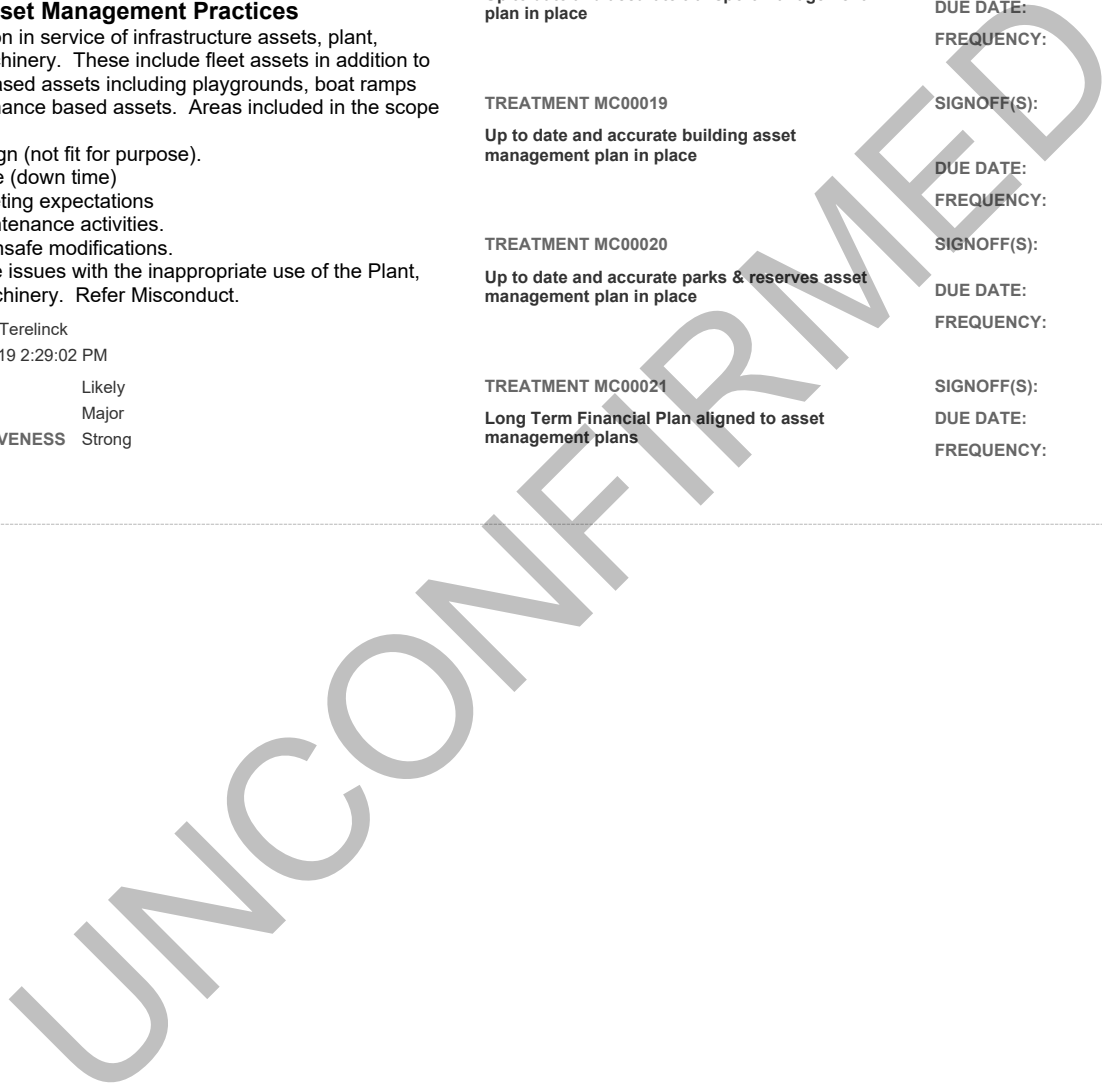 set Management Practices
on in service of infrastructure assets, plant,
chinery. These include fleet assets in addition to
ased assets including playgrounds, boat ramps
nance based assets. Areas included in the scope
gn (not fit for purpose).
e (down time)
eting expectations
ntenance activities.
nsafe modifications.
e issues with the inappropriate use of the Plant,
chinery. Refer Misconduct.
Terelinck
19 2:29:02 PM
Likely
Major
VENESS Strong
plan in place
DUE DATE:
FREQUENCY:
TREATMENT MC00019
SIGNOFF(S):
Up to date and accurate building asset
management plan in place
DUE DATE:
FREQUENCY:
TREATMENT MC00020
SIGNOFF(S):
Up to date and accurate parks & reserves asset
management plan in place
DUE DATE:
FREQUENCY:
TREATMENT MC00021
SIGNOFF(S):
Long Term Financial Plan aligned to asset
management plans
DUE DATE:
FREQUENCY:
UNCONFIRMED